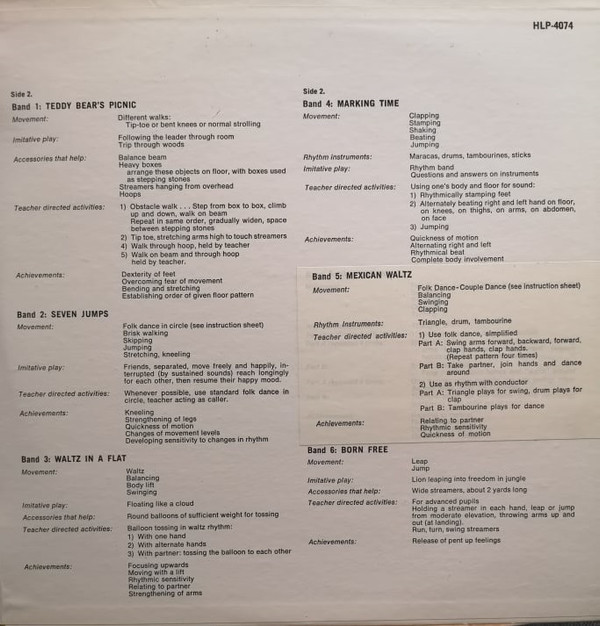 HLP-4074
Side 2.
Band 1: TEDDY BEAR'S PICNIC
Movement: Different walks:
Tip-toe or bent knees or normal strolling
Imitative play: Following the leader through room
Trip through woods
Accessories that help: Balance beam
Heavy boxes
arrange these objects on floor, with boxes used
as stepping stones
Streamers hanging from overhead
Hoops
Teacher directed activities: 1) Obstacle walk . . . Step from box to box, climb
up and down, walk on beam
Repeat in same order, gradually widen, space
between stepping stones
2) Tip toe, stretching arms high to touch streamers
4) Walk through hoop, held by teacher
5) Walk on beam and through hoop
held by teacher.
Achievements: Dexterity of feet
Overcoming fear of movement
Bending and stretching
Establishing order of given floor pattern
Band 2: SEVEN JUMPS
Movement: Folk dance in circle (see instruction sheet)
Brisk walking
Skipping
Jumping
Stretching, kneeling
Imitative play: Friends, separated, move freely and happily, in-
terrupted (by sustained sounds) reach longingly
for each other, then resume their happy mood.
Teacher directed activities: Whenever possible, use standard folk dance in
circle, teacher acting as caller.
Achievements: Kneeling
Strengthening of legs
Quickness of motion
Changes of movement levels
Developing sensitivity to changes in rhythm
Band 3: WALTZ IN A FLAT
Movement: Waltz
Balancing
Body lift
Swinging
Imitative play: Floating like a cloud
Accessories that help: Round balloons of sufficient weight for tossing
Teacher directed activities: Balloon tossing in waltz rhythm:
1) With one hand
2) With alternate hands
3) With partner: tossing the balloon to each other
Achievements: Focusing upwards
Moving with a lift
Rhythmic sensitivity
Relating to partner
Strengthening of arms
Side 2.
Band 4: MARKING TIME
Movement: Clapping
Stamping
Shaking
Beating
Jumping
Rhythm instruments: Maracas, drums, tambourines, sticks
Imitative play: Rhythm band
Questions and answers on instruments
Teacher directed activities: Using one's body and floor for sound:
1) Rhythmically stamping feet
2) Alternately beating right and left hand on floor,
on knees, on thighs, on arms, on abdomen,
on face
3) Jumping
Achievements: Quickness of motion
Alternating right and left
Rhythmical beat
Complete body involvement
Band 5: MEXICAN WALTZ
Movement: Folk Dance-Couple Dance (see instruction sheet)
Balancing
Swinging
Clapping
Rhythm Instruments: Triangle, drum, tambourine
Teacher directed activities: 1) Use folk dance, simplified
Part A: Swing arms forward, backward, forward,
clap hands, clap hands.
(Repeat pattern four times)
Part B: Take partner, join hands and dance
around
2) Use as rhythm with conductor
Part A: Triangle plays for swing, drum plays for
clap
Part B: Tambourine plays for dance
Achievements: Relating to partner
Rhythmic sensitivity
Quickness of motion
Band 6: BORN FREE
Movement: Leap
Jump
Imitative play: Lion leaping into freedom in jungle
Accessories that help: Wide streamers, about 2 yards long
Teacher directed activities: For advanced pupils
Holding a streamer in each hand, leap or jump
from moderate elevation, throwing arms up and
out (at landing).
Run, turn, swing streamers
Achievements: Release of pent up feelings